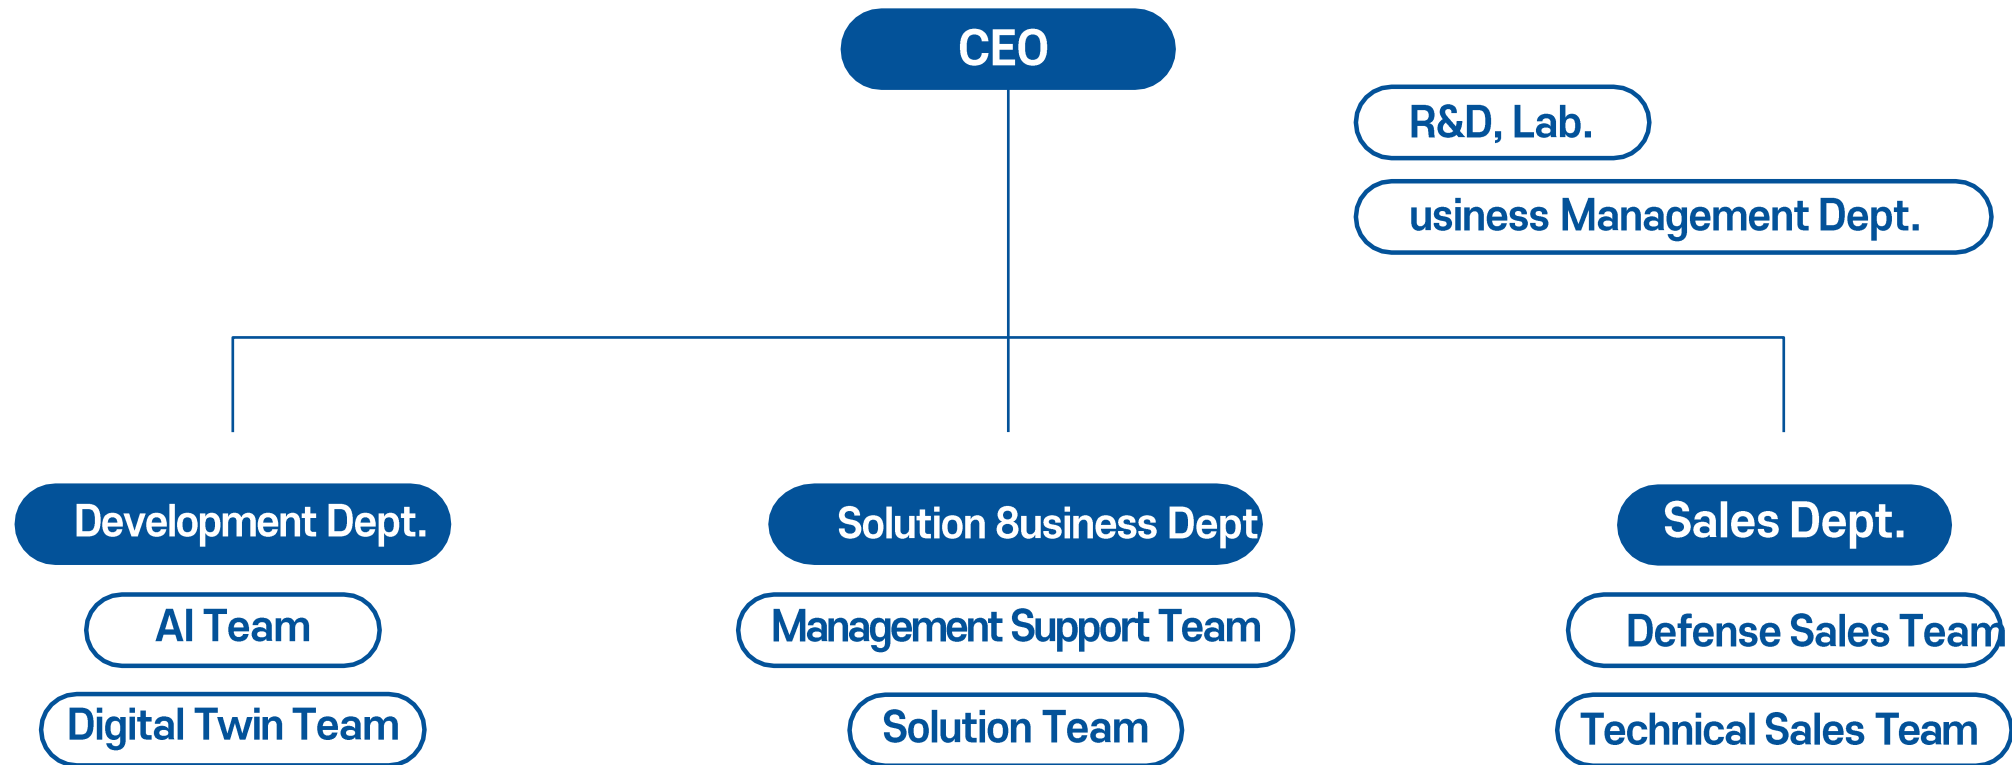 CEO
R&D, Lab.
usiness Management Dept.
Development Dept.
Solution 8usiness Dept
Sales Dept.
AI Team
Management Support Team
Defense Sales Team
Digital Twin Team
Solution Team
Technical Sales Team